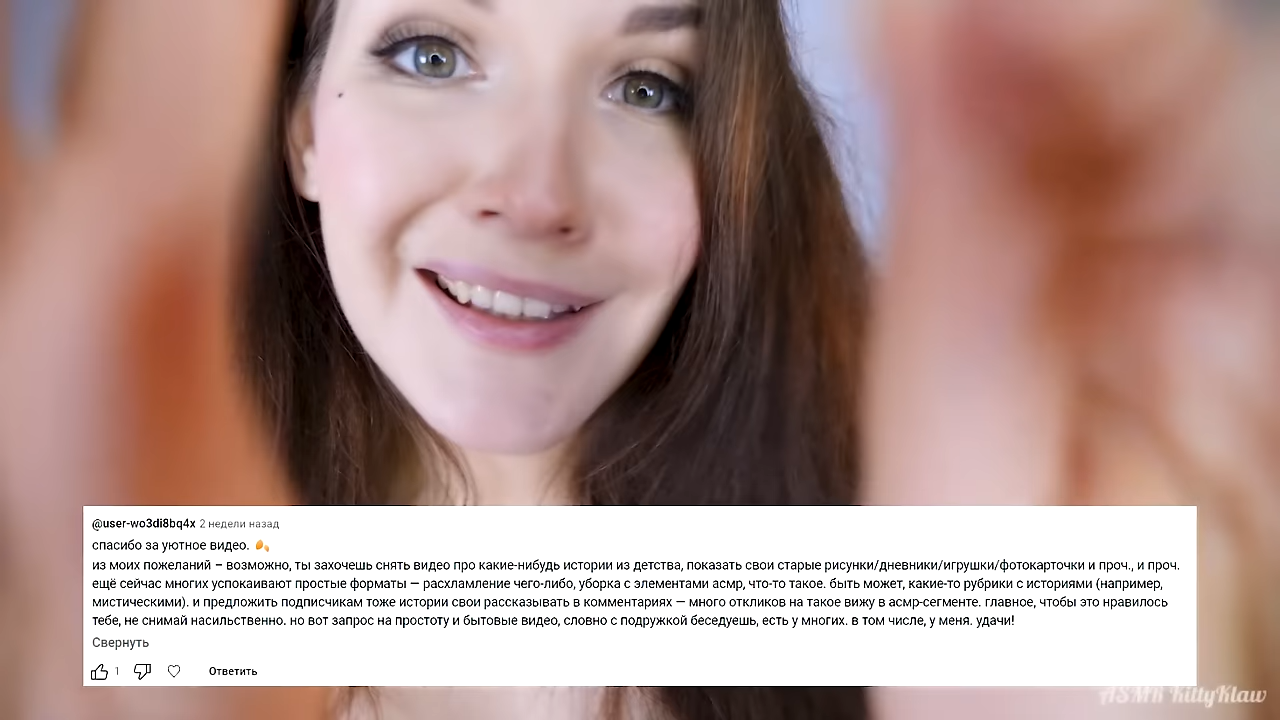 @user-wo3di8bq4x 2 недели назад
спасибо за уютное видео. 🍂
из моих пожеланий – возможно, ты захочешь снять видео про какие-нибудь истории из детства, показать свои старые рисунки/дневники/игрушки/фотокарточки и проч., и проч.
ещё сейчас многих успокаивают простые форматы — расхламление чего-либо, уборка с элементами асмр, что-то такое. быть может, какие-то рубрики с историями (например,
мистическими). и предложить подписчикам тоже истории свои рассказывать в комментариях — много откликов на такое вижу в асмр-сегменте. главное, чтобы это нравилось
тебе, не снимай насильственно. но вот запрос на простоту и бытовые видео, словно с подружкой беседуешь, есть у многих. в том числе, у меня. удачи!
Свернуть
1 Ответить
ASMR KittyKlaw